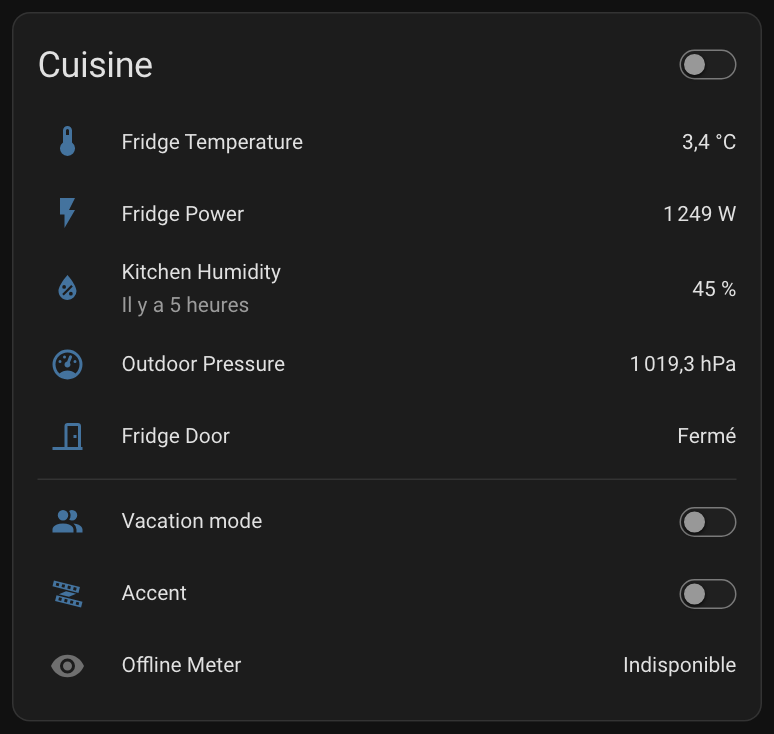 Cuisine
Fridge Temperature 3,4 °C
Fridge Power 1 249 W
Kitchen Humidity 45 %
Il y a 5 heures
Outdoor Pressure 1 019,3 hPa
Fridge Door Fermé
Vacation mode
Accent
Offline Meter Indisponible